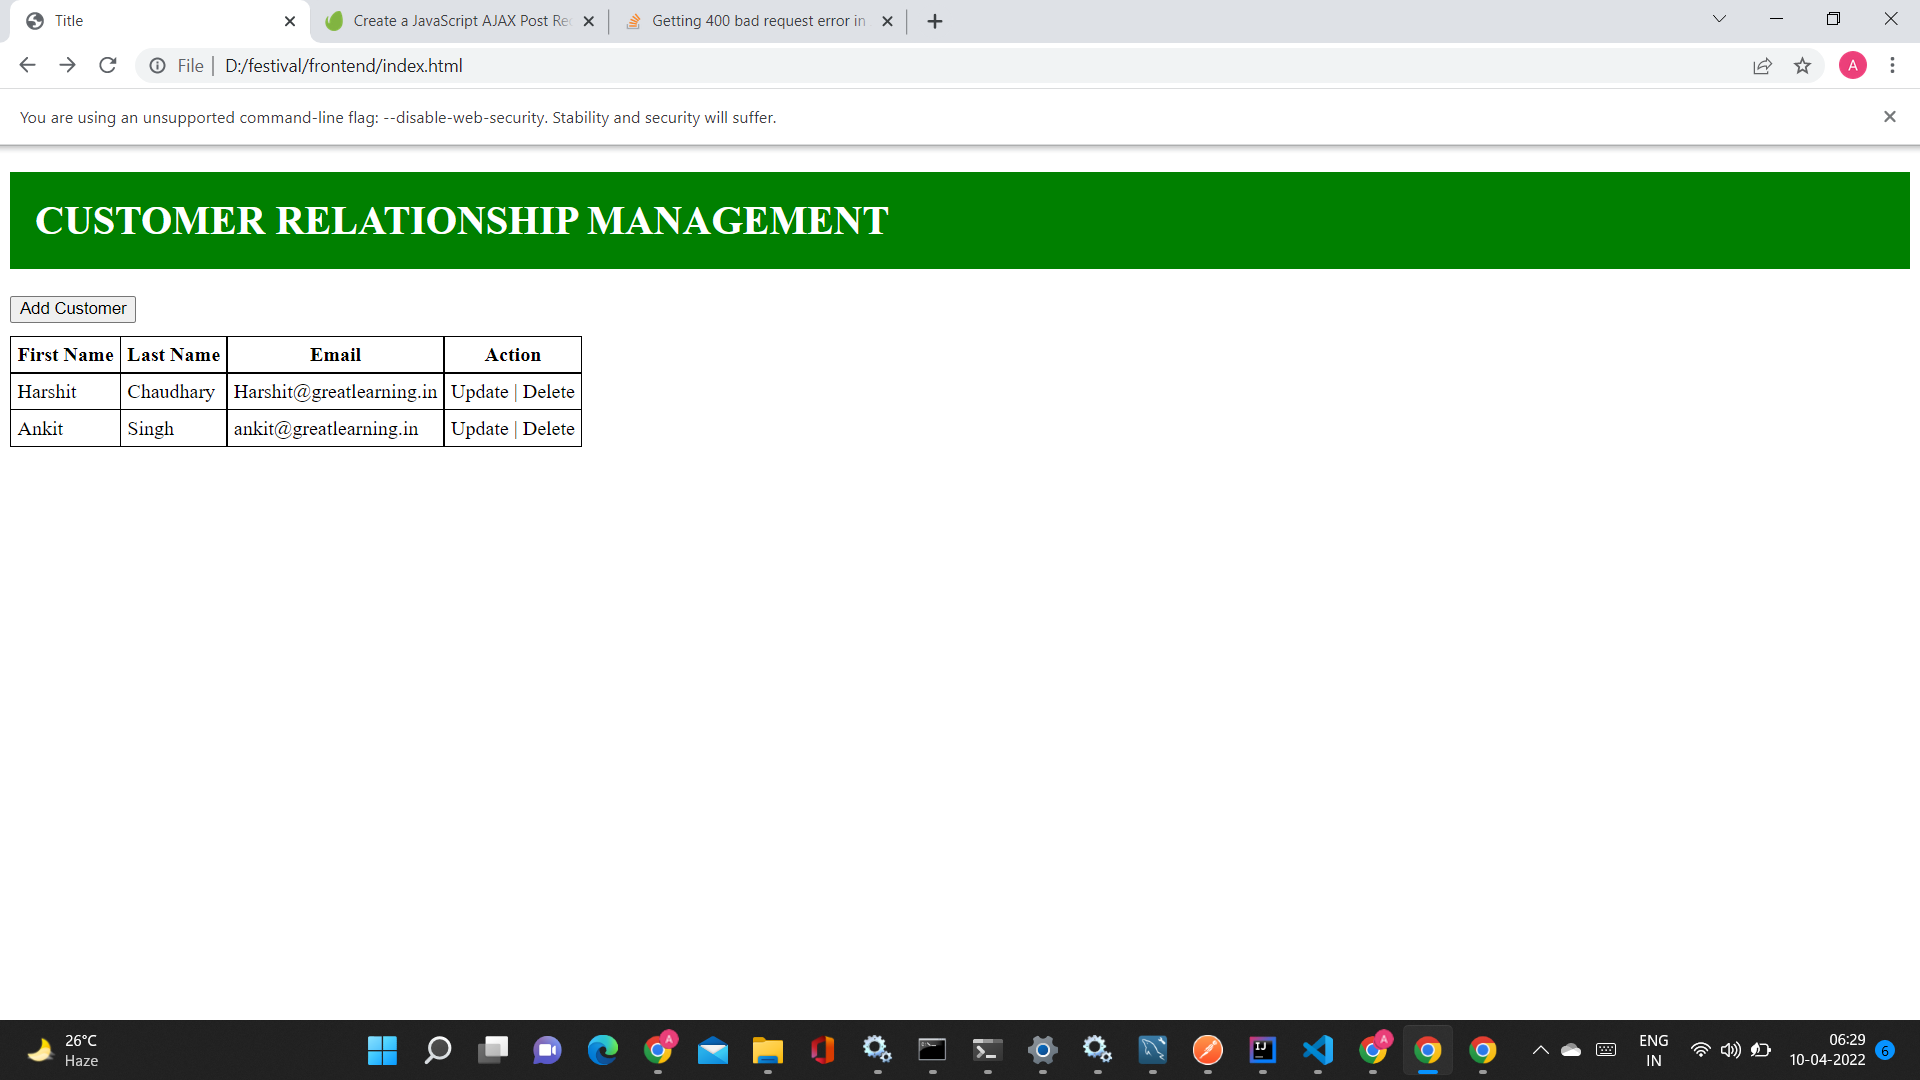 Title
Create a JavaScript AJAX Post Re
Getting 400 bad request error in
File | D:/festival/frontend/index.html
A
You are using an unsupported command-line flag: --disable-web-security. Stability and security will suffer.
CUSTOMER RELATIONSHIP MANAGEMENT
Add Customer
First Name Last Name Email Action
Harshit Chaudhary Harshit@greatlearning.in Update | Delete
Ankit Singh ankit@greatlearning.in Update | Delete
26°C
Haze
A
IJ
A
ENG
IN
06:29
10-04-2022
6